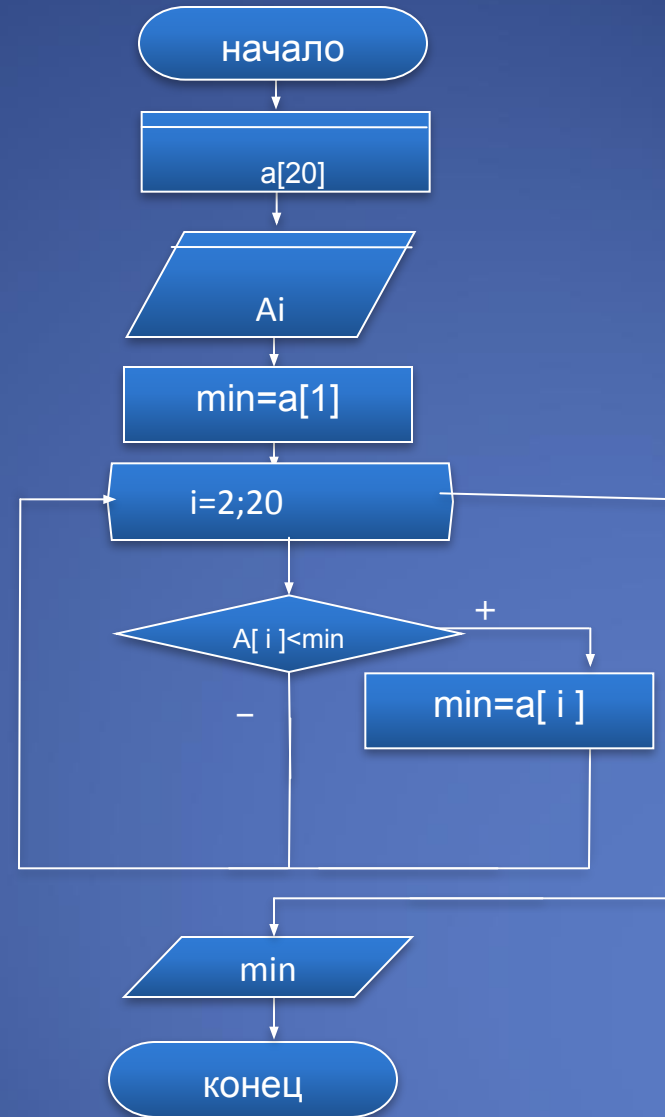 начало
a[20]
Ai
min=a[1]
i=2;20
A[ i ]<min
+
min=a[ i ]
–
min
конец